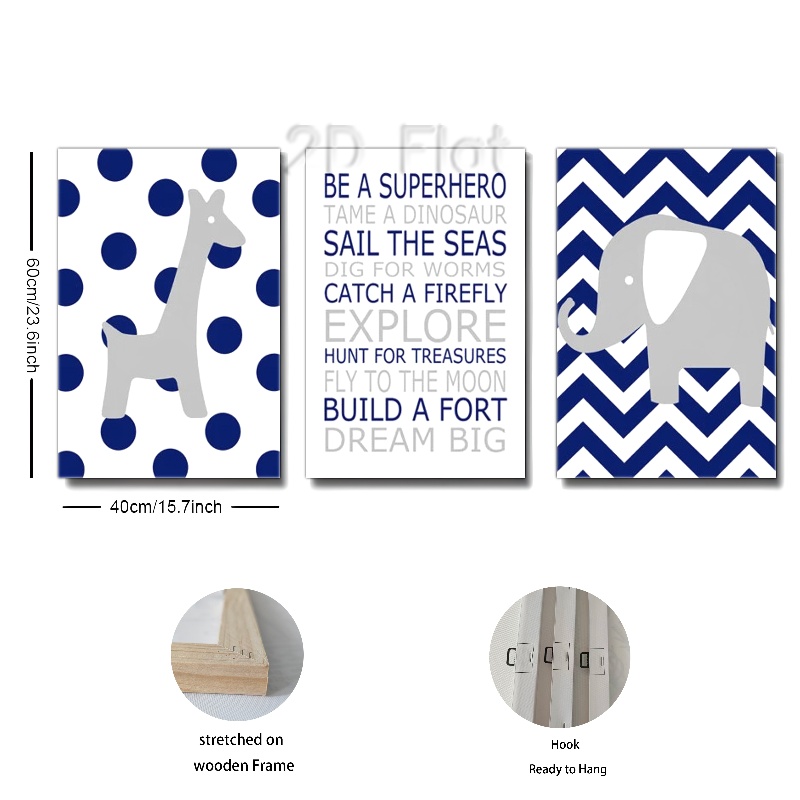 2D Flat
BE A SUPERHERO
TAME A DINOSAUR
SAIL THE SEAS
DIG FOR WORMS
CATCH A FIREFLY
EXPLORE
HUNT FOR TREASURES
FLY TO THE MOON
BUILD A FORT
DREAM BIG
60cm/23.6inch
40cm/15.7inch
stretched on
wooden Frame
Hook
Ready to Hang